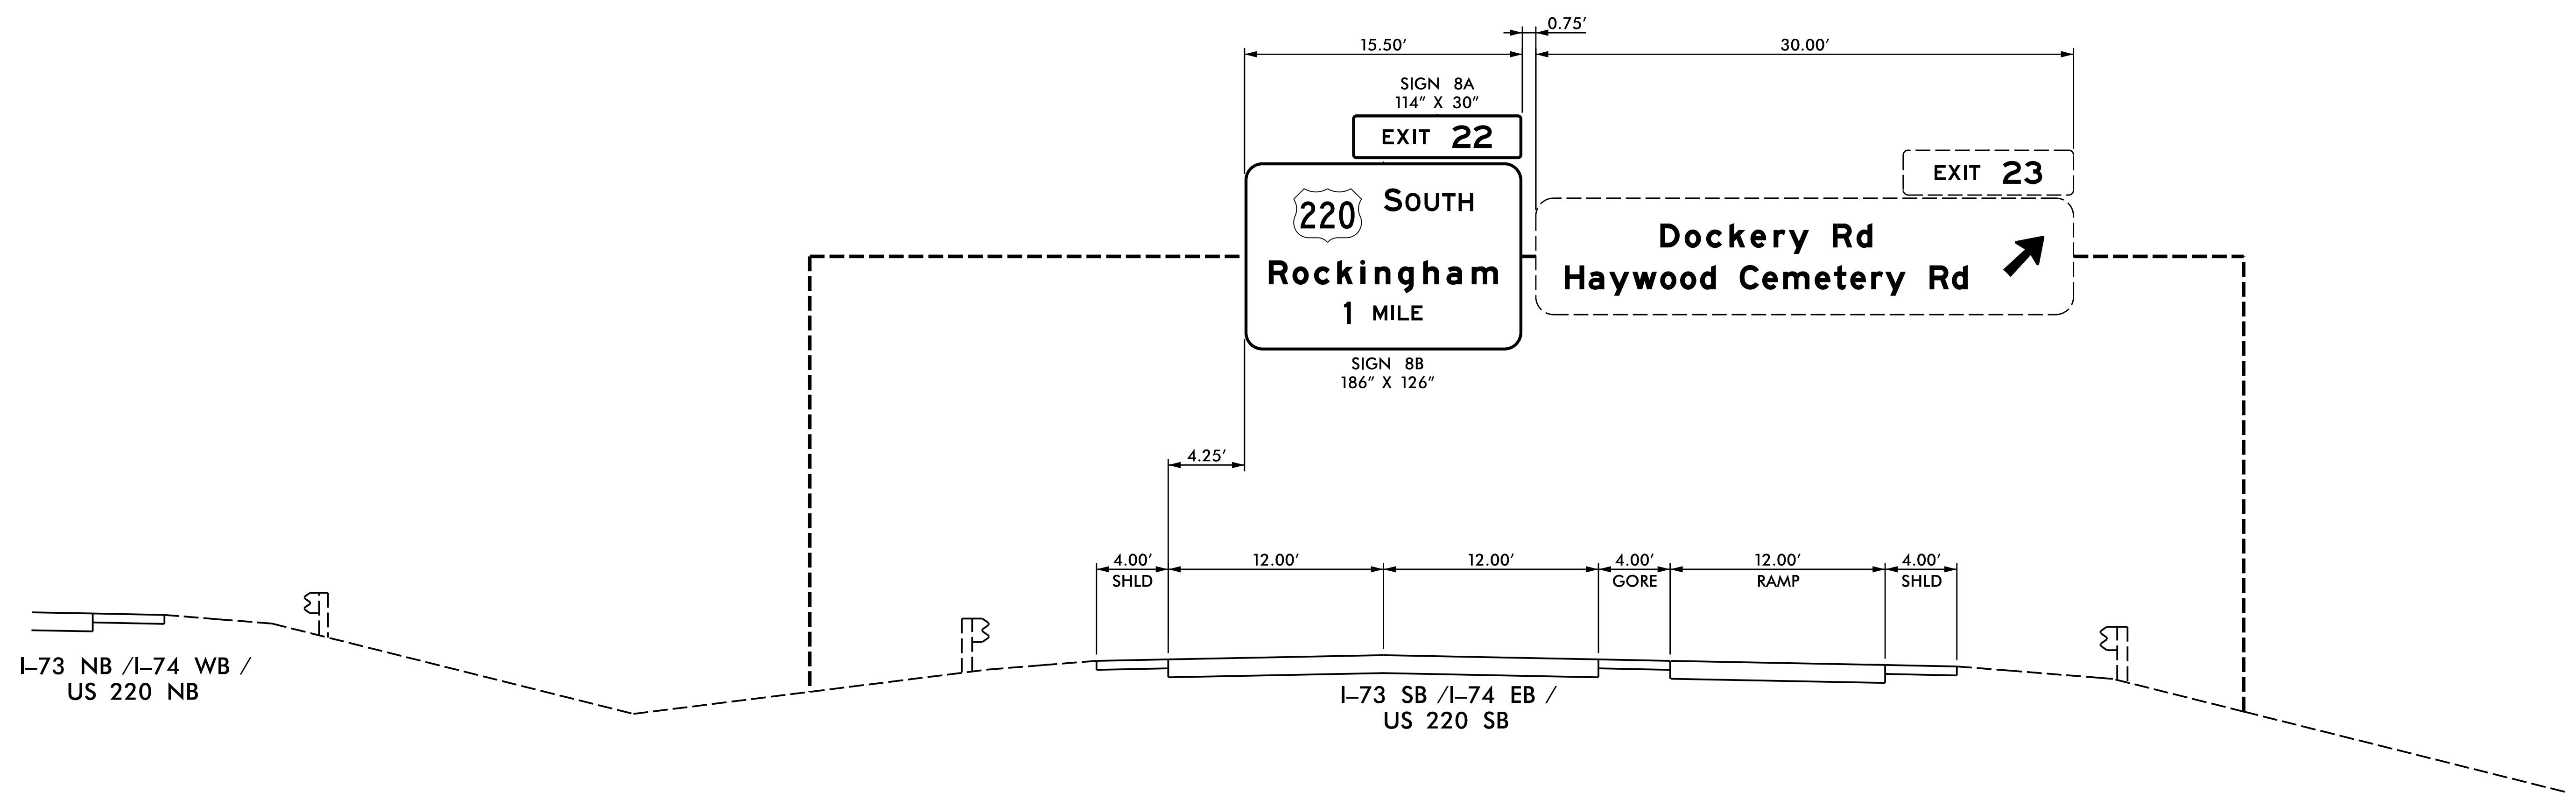 0.75'
15.50'
30.00'
SIGN 8A
114" X 30"
EXIT 22
EXIT 23
220 SOUTH
Rockingham
1 MILE
Dockery Rd
Haywood Cemetery Rd
SIGN 8B
186" X 126"
4.25'
4.00' 12.00' 12.00' 4.00' 12.00' 4.00'
SHLD GORE RAMP SHLD
I–73 NB /I–74 WB /
US 220 NB
I–73 SB /I–74 EB /
US 220 SB